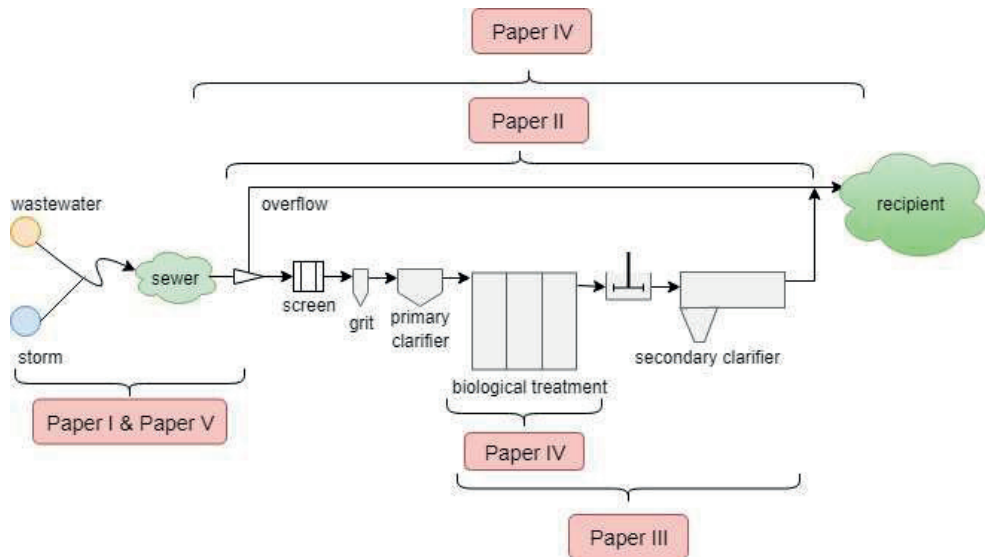 Paper IV
Paper II
wastewater
overflow
recipient
sewer
screen
grit
primary
clarifier
storm
secondary clarifier
biological treatment
Paper I & Paper V
Paper IV
Paper III